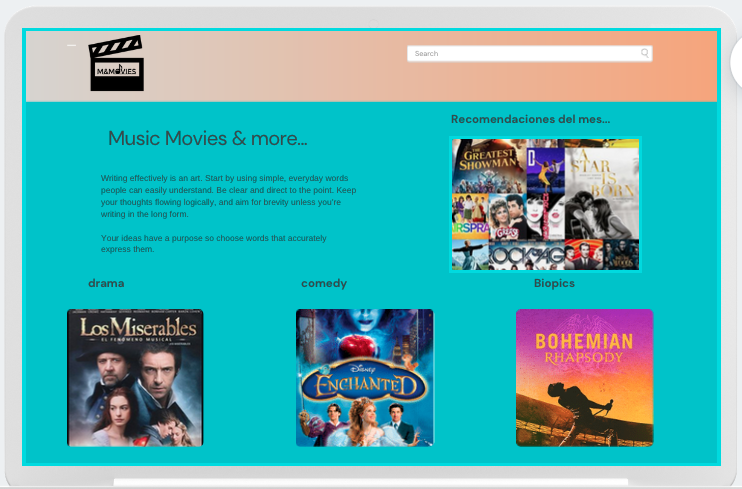 M&MOVIES
Search
Recomendaciones del mes...
Music Movies & more...
Writing effectively is an art. Start by using simple, everyday words
people can easily understand. Be clear and direct to the point. Keep
your thoughts flowing logically, and aim for brevity unless you're
writing in the long form.
Your ideas have a purpose so choose words that accurately
express them.
THE
GREATEST
SHOWMAN
A
STAR
IS
BORN
IRSPRA
ROCK
drama
comedy
Biopics
LOS MISERABLES
EL FENÓMENO MUSICAL
Disney
ENCHANTED
BOHEMIAN
RHAPSODY